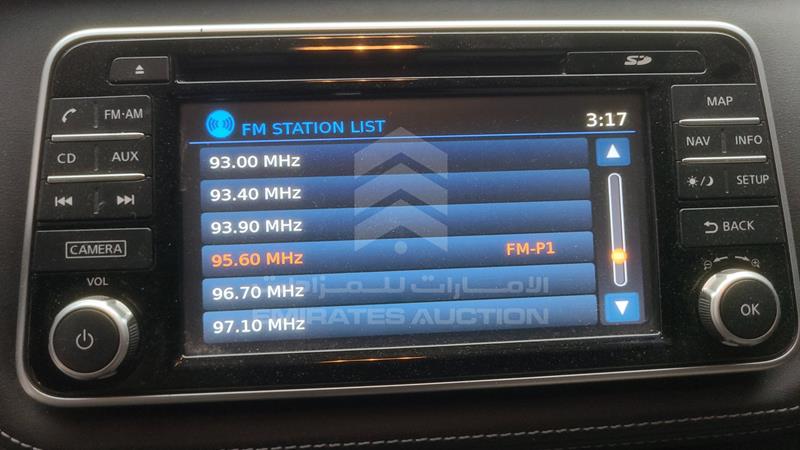 SD
FM·AM
CD
AUX
CAMERA
VOL
FM STATION LIST
3:17
93.00 MHz
93.40 MHz
93.90 MHz
95.60 MHz FM-P1
96.70 MHz
97.10 MHz
الامارات للمزادات
EMIRATES AUCTION
MAP
NAV
INFO
SETUP
BACK
OK